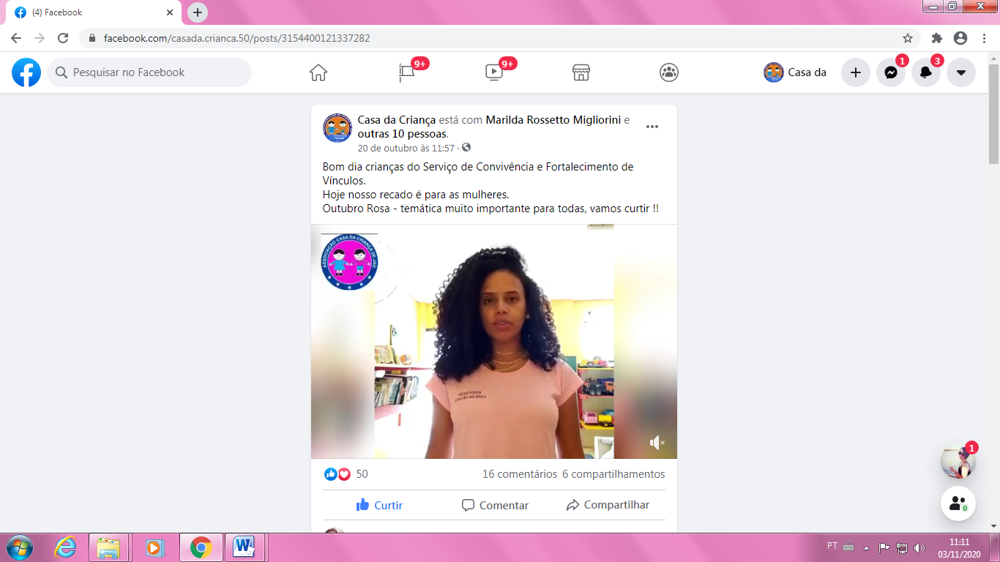 (4) Facebook
facebook.com/casada.crianca.50/posts/3154400121337282
Pesquisar no Facebook
9+
9+
Casa da
1
3
Casa da Criança está com Marilda Rossetto Migliorini e
outras 10 pessoas.
20 de outubro às 11:57 ·
Bom dia crianças do Serviço de Convivência e Fortalecimento de
Vínculos.
Hoje nosso recado é para as mulheres.
Outubro Rosa - temática muito importante para todas, vamos curtir !!
ASSOCIAÇÃO CASA DA CRIANÇA DE JAÚ
ASSOCIAÇÃO
CASA DA CRIANÇA
50
16 comentários 6 compartilhamentos
Curtir
Comentar
Compartilhar
1
0
PT
11:11
03/11/2020